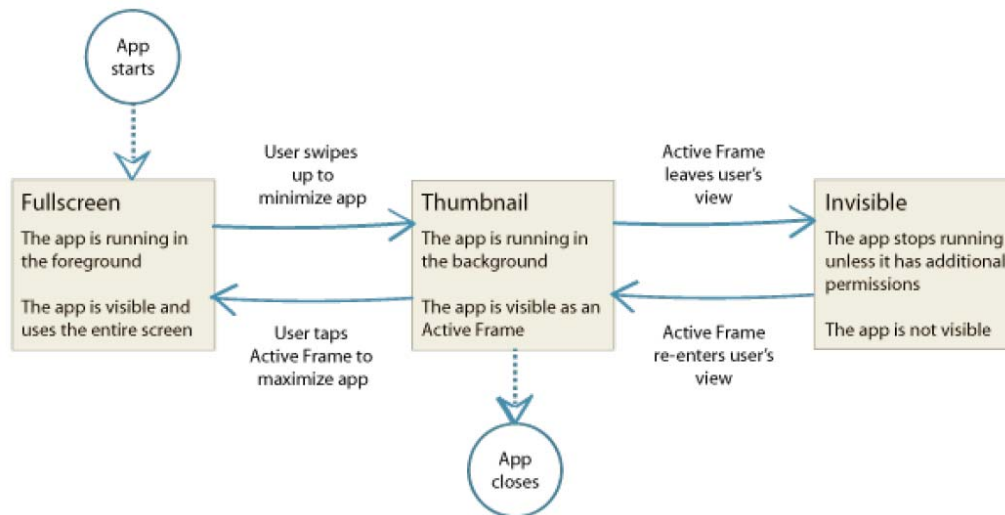 App
starts
User swipes
up to
minimize app
Active Frame
leaves user's
view
Fullscreen
The app is running in
the foreground
The app is visible and
uses the entire screen
Thumbnail
The app is running in
the background
The app is visible as an
Active Frame
Invisible
The app stops running
unless it has additional
permissions
The app is not visible
User taps
Active Frame to
maximize app
Active Frame
re-enters user's
view
App
closes